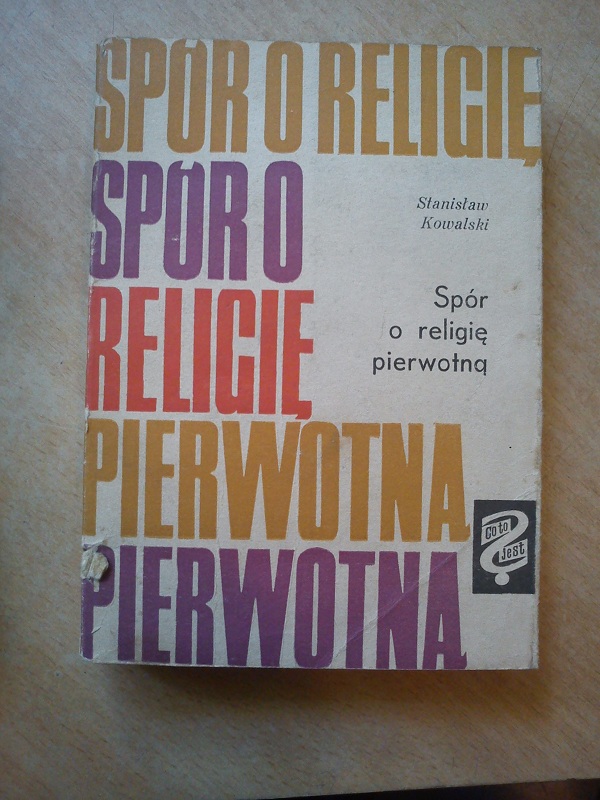 SPÓR O RELIGIĘ
SPÓR O
RELIGIĘ
PIERWOTNĄ
PIERWOTNĄ
Stanisław
Kowalski
Spór
o religię
pierwotną
Co to
Jest
?